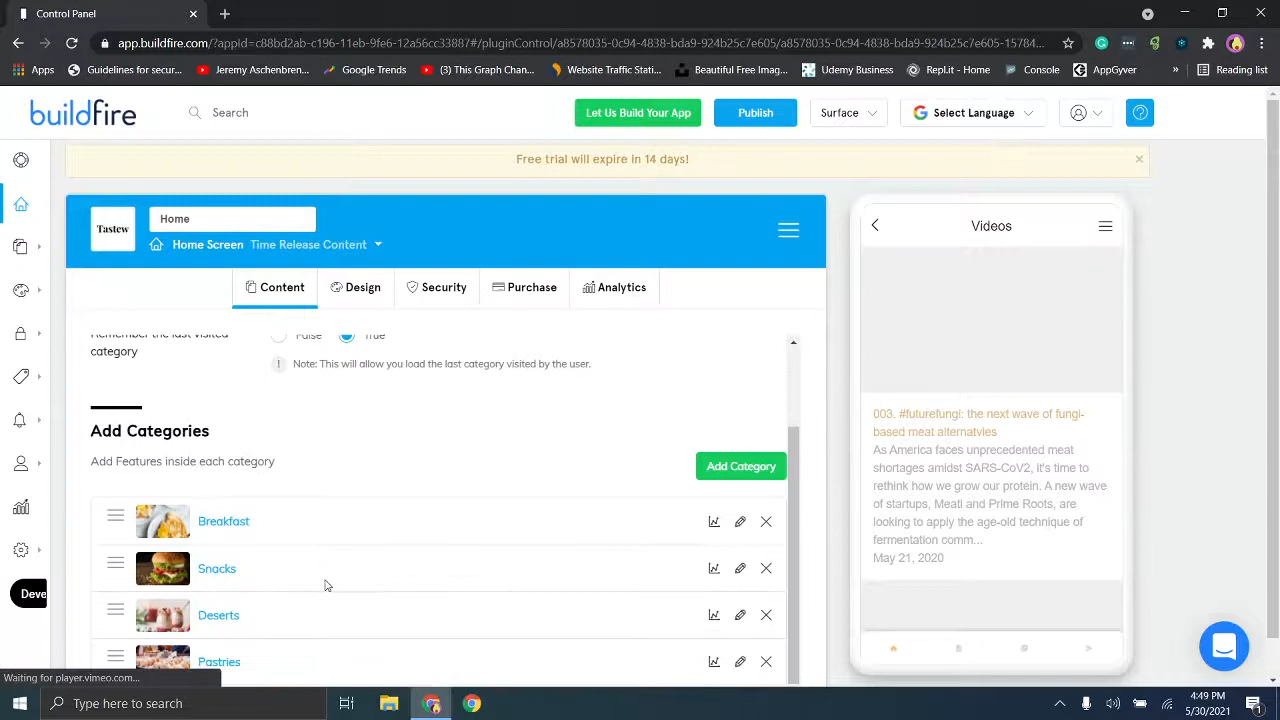 Control Panel
app.buildfire.com/?appId=c88bd2ab-c196-11eb-9fe6-12a56cc33887#/pluginControl/a8578035-0c94-4838-bda9-924b25c7e605/a8578035-0c94-4838-bda9-924b25c7e605-15784...
Apps
Guidelines for secur...
Jeremy Aschenbren...
Google Trends
(3) This Graph Chan...
Website Traffic Stati...
Beautiful Free Imag...
Udemy Business
Replit - Home
Console
AppGyver
»
Reading list
buildfire
Search
Let Us Build Your App
Publish
Surface
Select Language
Free trial will expire in 14 days!
Tastew
Home
Home Screen Time Release Content
Videos
Content
Design
Security
Purchase
Analytics
Remember the last visited
category
False
True
Note: This will allow you load the last category visited by the user.
Add Categories
Add Features inside each category
Add Category
Breakfast
Snacks
Deserts
Pastries
003. #futurefungi: the next wave of fungi-
based meat alternatvies
As America faces unprecedented meat
shortages amidst SARS-CoV2, it's time to
rethink how we grow our protein. A new wave
of startups, Meati and Prime Roots, are
looking to apply the age-old technique of
fermentation comm...
May 21, 2020
Deve
Waiting for player.vimeo.com...
Type here to search
4:49 PM
5/30/2021